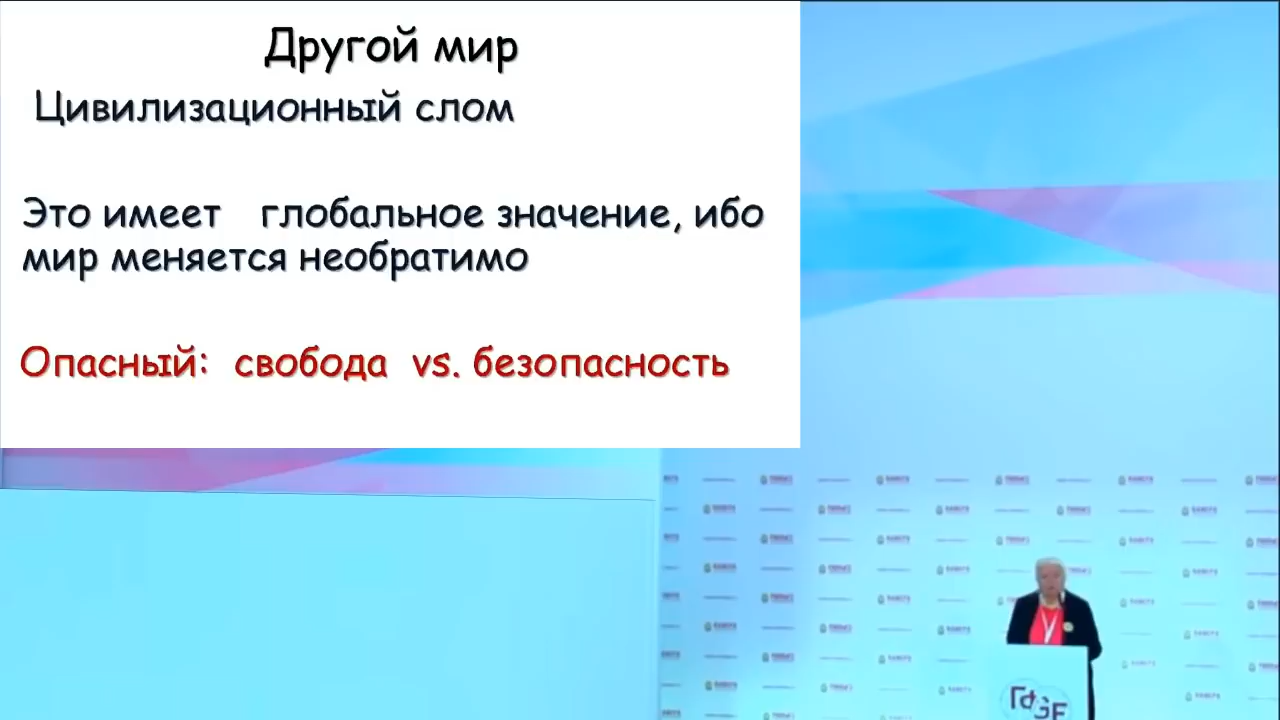 Другой мир
Цивилизационный слом
Это имеет глобальное значение, ибо
мир меняется необратимо
Опасный: свобода vs. безопасность